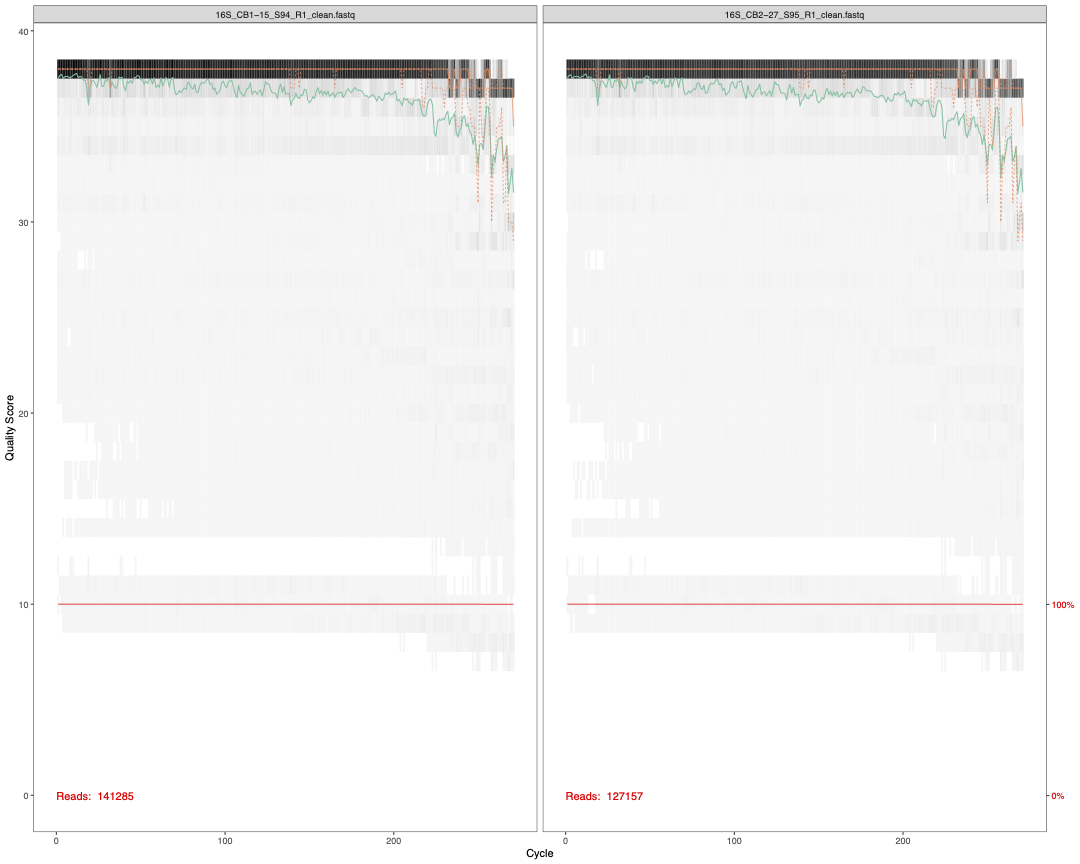 16S_CB1−15_S94_R1_clean.fastq
16S_CB2−27_S95_R1_clean.fastq
40
30
20
10
0
Quality Score
100%
0%
Reads: 141285
Reads: 127157
0
100
200
0
100
200
Cycle